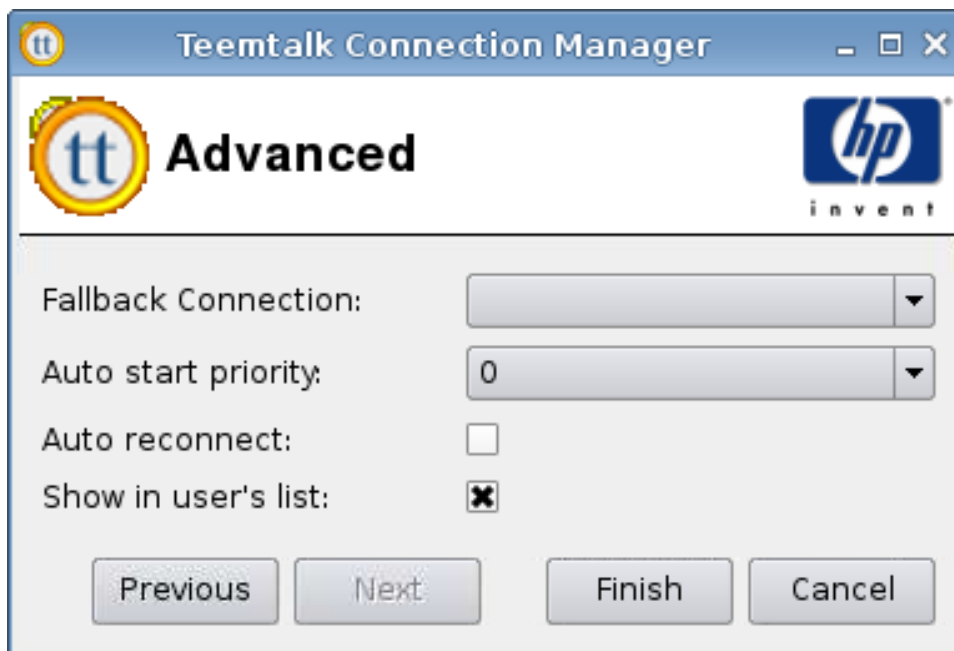 tt Teemtalk Connection Manager
tt Advanced
hp
invent
Fallback Connection:
Auto start priority: 0
Auto reconnect:
Show in user's list:
Previous Next Finish Cancel